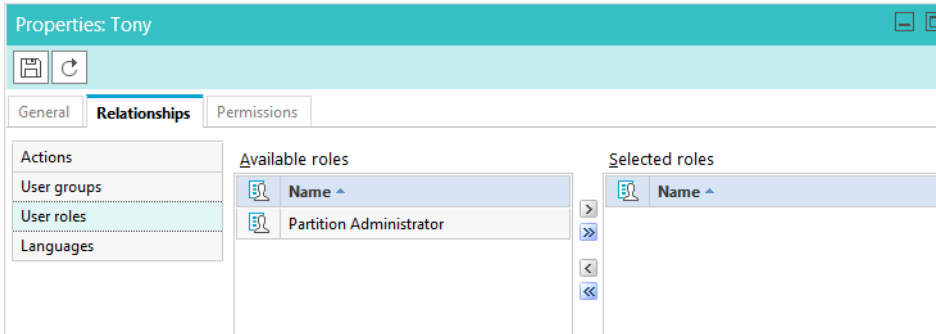 Properties: Tony
General Relationships Permissions
Actions
User groups
User roles
Languages
Available roles
Name
Partition Administrator
Selected roles
Name